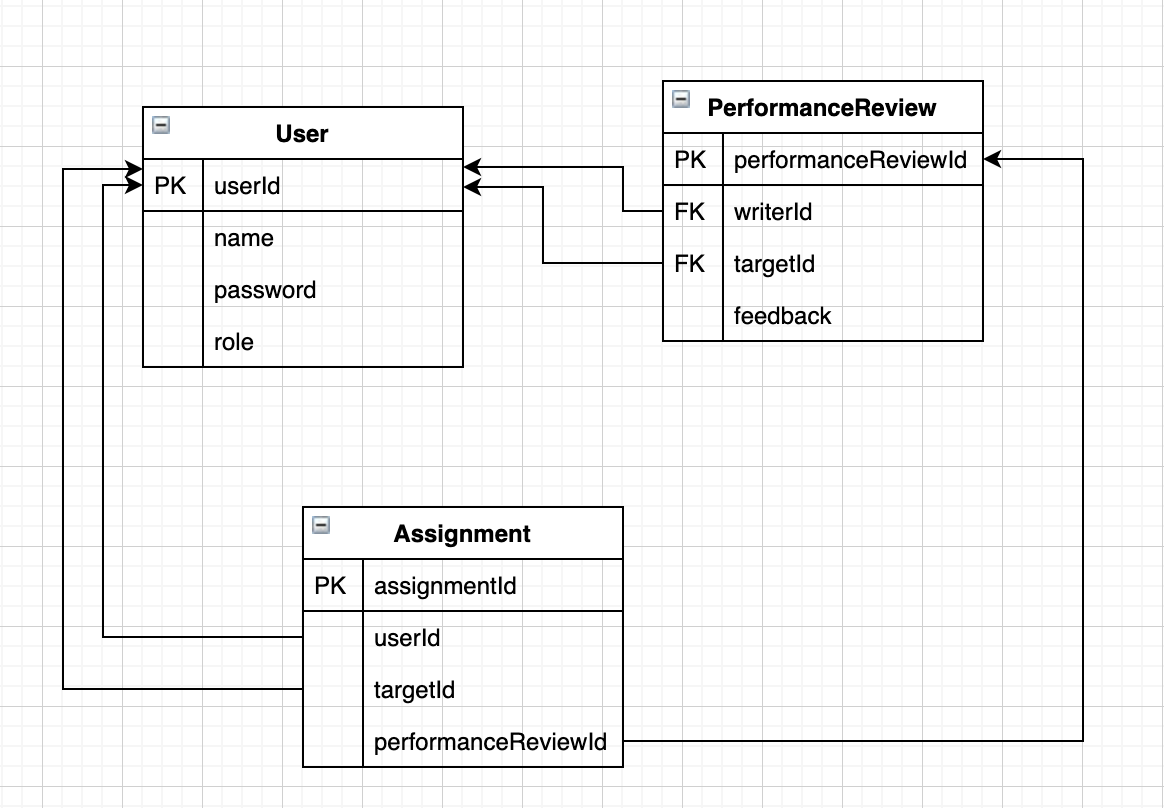 User
PK userId
name
password
role
PerformanceReview
PK performanceReviewId
FK writerId
FK targetId
feedback
Assignment
PK assignmentId
userId
targetId
performanceReviewId